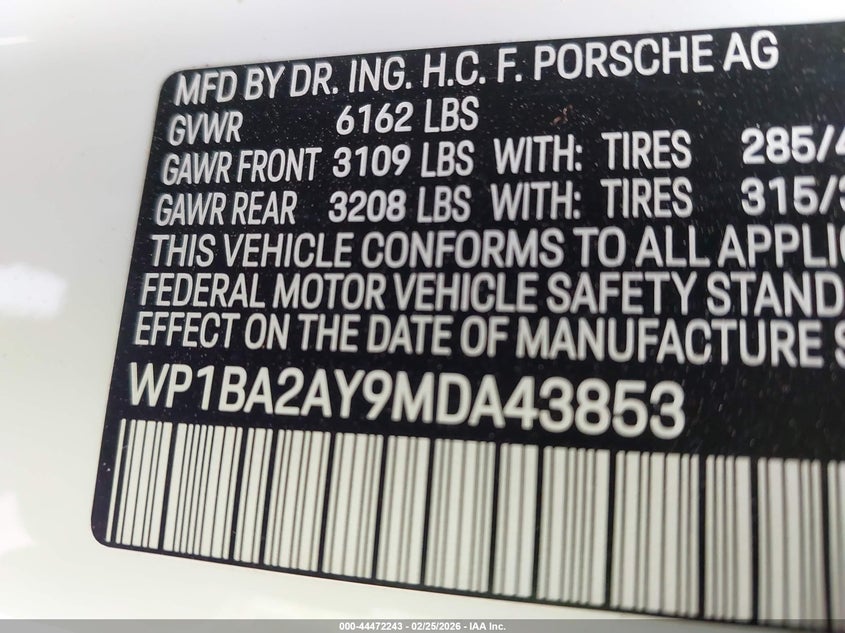 MFD BY DR. ING. H.C. F. PORSCHE AG
GVWR 6162 LBS
GAWR FRONT 3109 LBS WITH: TIRES 285/4
GAWR REAR 3208 LBS WITH: TIRES 315/3
THIS VEHICLE CONFORMS TO ALL APPLIC
FEDERAL MOTOR VEHICLE SAFETY STAND
EFFECT ON THE DATE OF MANUFACTURE S
WP1BA2AY9MDA43853
000-44472243 - 02/25/2026 - IAA Inc.